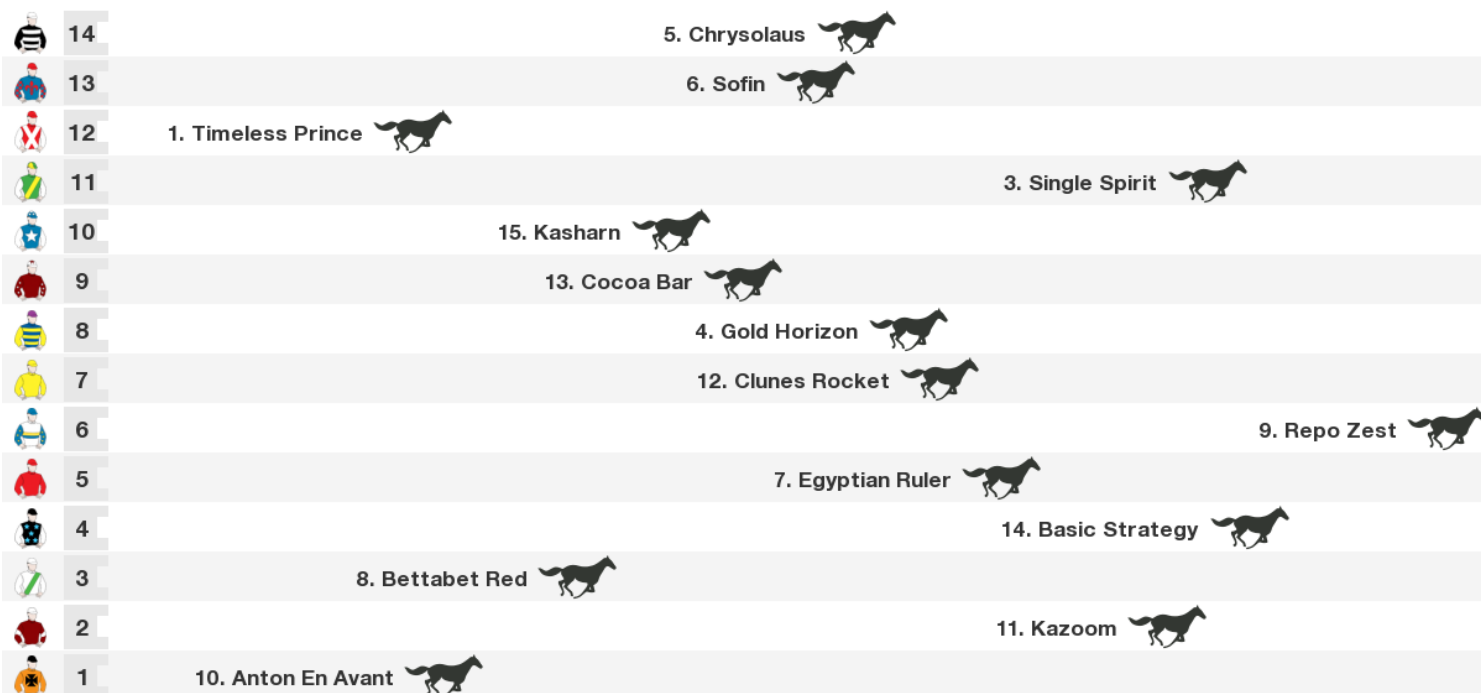 14 5. Chrysolaus
13 6. Sofin
12 1. Timeless Prince
11 3. Single Spirit
10 15. Kasharn
9 13. Cocoa Bar
8 4. Gold Horizon
7 12. Clunes Rocket
6 9. Repo Zest
5 7. Egyptian Ruler
4 14. Basic Strategy
3 8. Bettabet Red
2 11. Kazoom
1 10. Anton En Avant